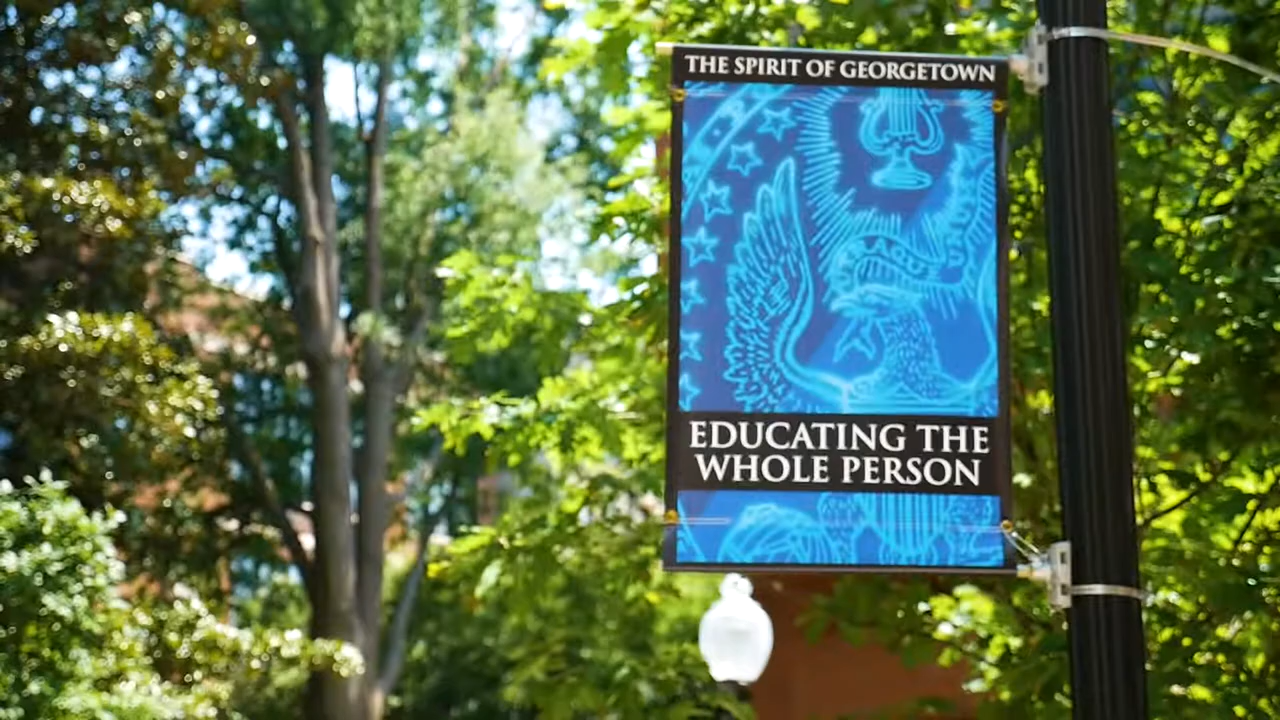 THE SPIRIT OF GEORGETOWN
EDUCATING THE
WHOLE PERSON